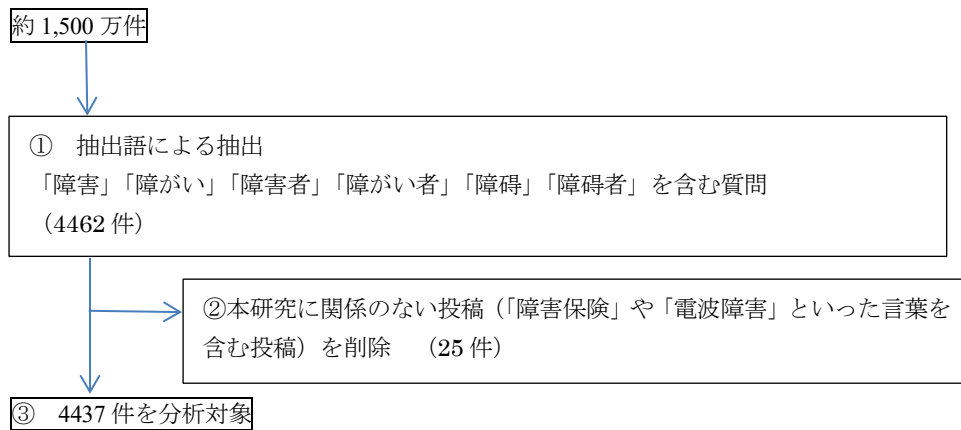 約 1,500 万件
① 抽出語による抽出
「障害」「障がい」「障害者」「障がい者」「障碍」「障碍者」を含む質問
（4462 件）
②本研究に関係のない投稿（「障害保険」や「電波障害」といった言葉を
含む投稿）を削除 （25 件）
③ 4437 件を分析対象